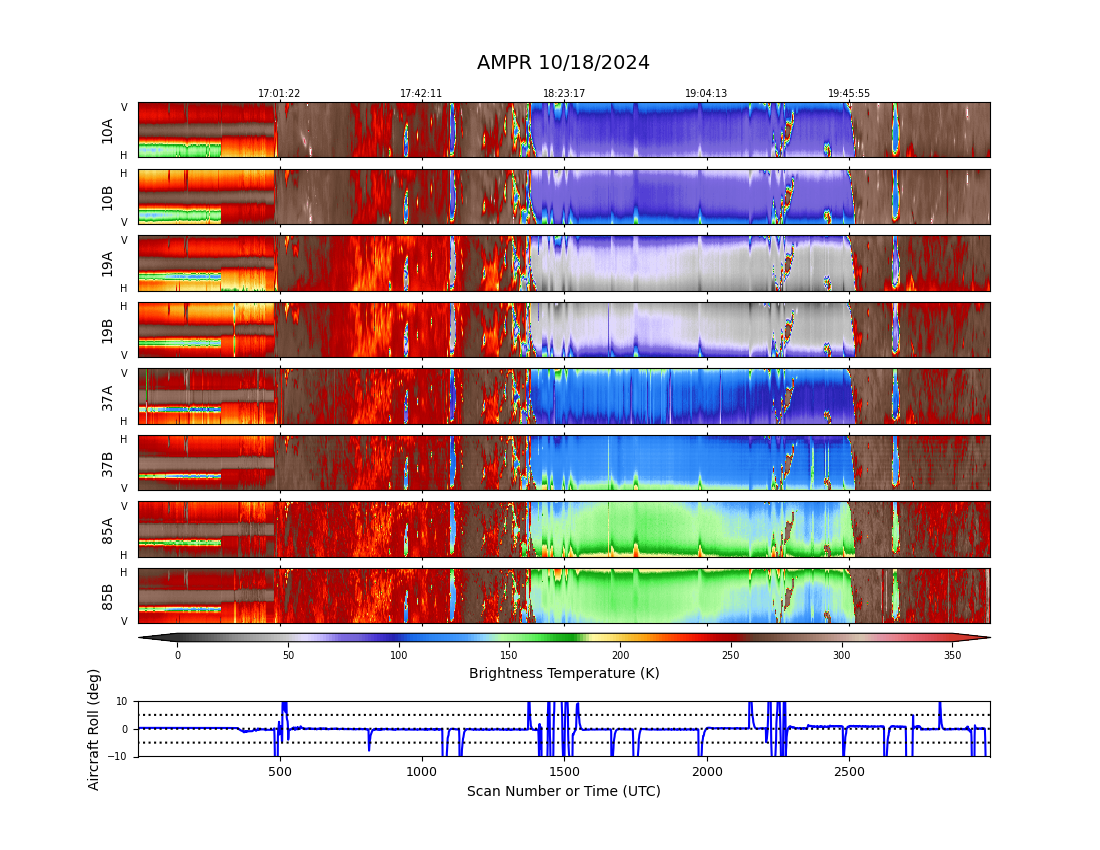 AMPR 10/18/2024
17:01:22 17:42:11 18:23:17 19:04:13 19:45:55
V
10A
H
H
10B
V
V
19A
H
H
19B
V
V
37A
H
H
37B
V
V
85A
H
H
85B
V
0 50 100 150 200 250 300 350
Brightness Temperature (K)
Aircraft Roll (deg)
10
0
−10
500 1000 1500 2000 2500
Scan Number or Time (UTC)